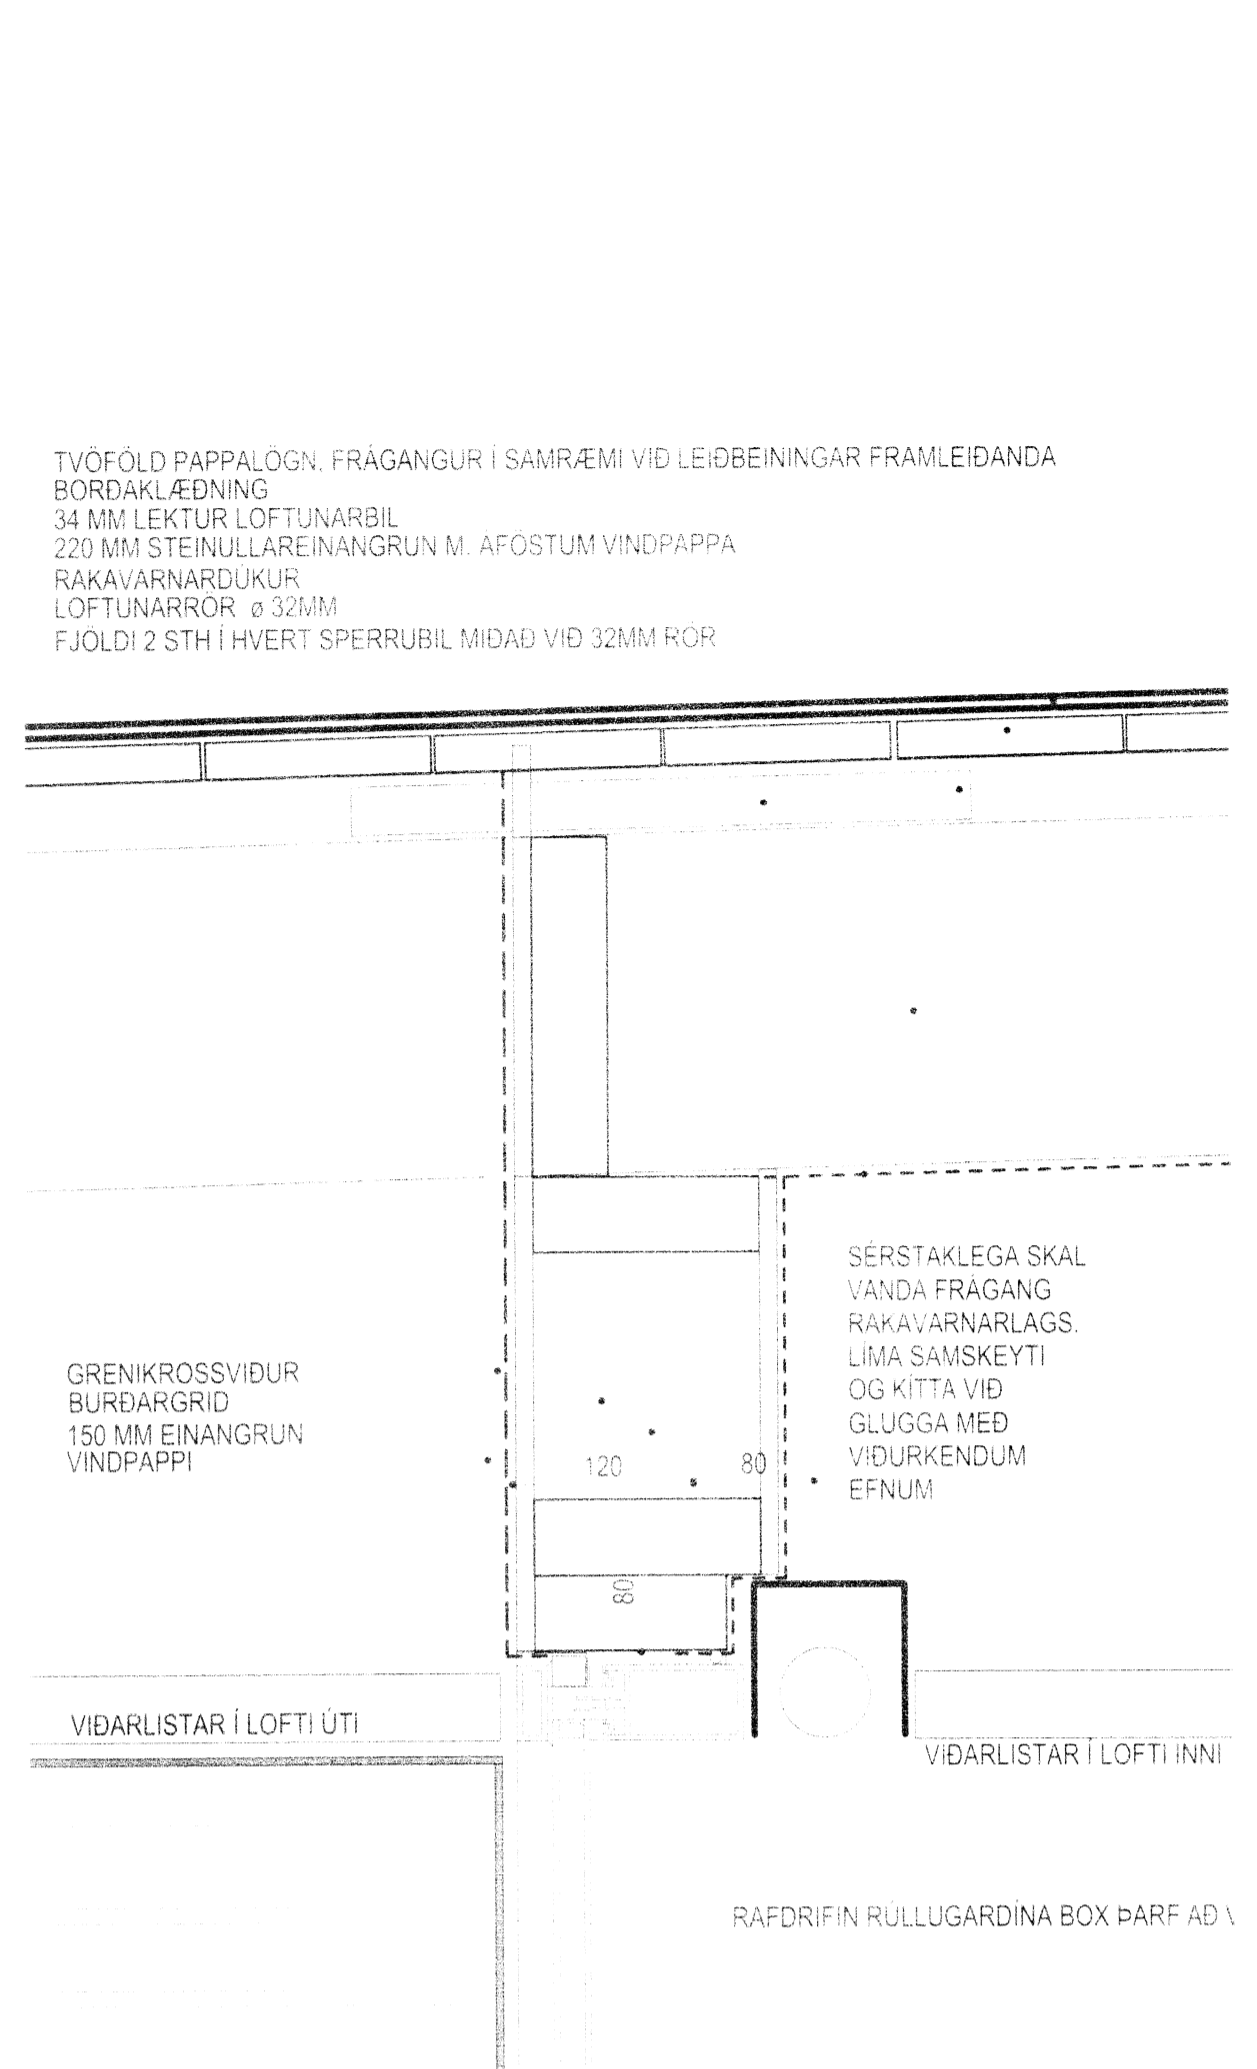 TVÖFÖLD PAPPALÖGN, FRÁGANGUR Í SAMRÆMI VIÐ LEIÐBEININGAR FRAMLEIÐANDA
BORÐAKLÆÐNING
34 MM LEKTUR LOFTUNARBIL
220 MM STEINULLAREINANGRUN M. ÁFÖSTUM VINDPAPPA
RAKAVARNARDÚKUR
LOFTUNARRÖR ø 32MM
FJÖLDI 2 STH Í HVERT SPERRUBIL MIÐAÐ VIÐ 32MM RÖR
SÉRSTAKLEGA SKAL
VANDA FRÁGANG
RAKAVARNARLAGS.
LÍMA SAMSKEYTI
OG KÍTTA VIÐ
GLUGGA MEÐ
VIÐURKENDUM
EFNUM
GRENIKROSSVIÐUR
BURÐARGRID
150 MM EINANGRUN
VINDPAPPI
120
80
80
VIÐARLISTAR Í LOFTI ÚTI
VIÐARLISTAR Í LOFTI INNI
RAFDRIFIN RÚLLUGARDÍNA BOX ÞARF AÐ